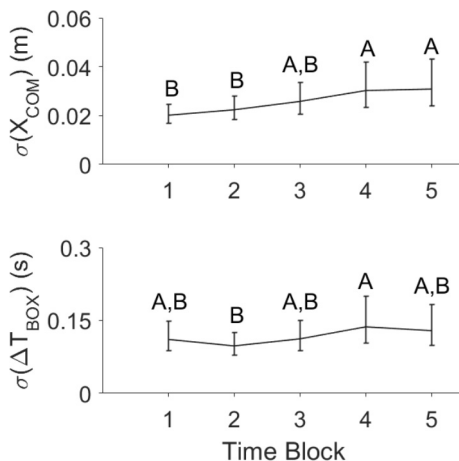 0.06
0.04
0.02
0
σ(X_COM) (m)
B
B
A,B
A
A
1 2 3 4 5
0.3
0.15
0
σ(ΔT_BOX) (s)
A,B
B
A,B
A
A,B
1 2 3 4 5
Time Block